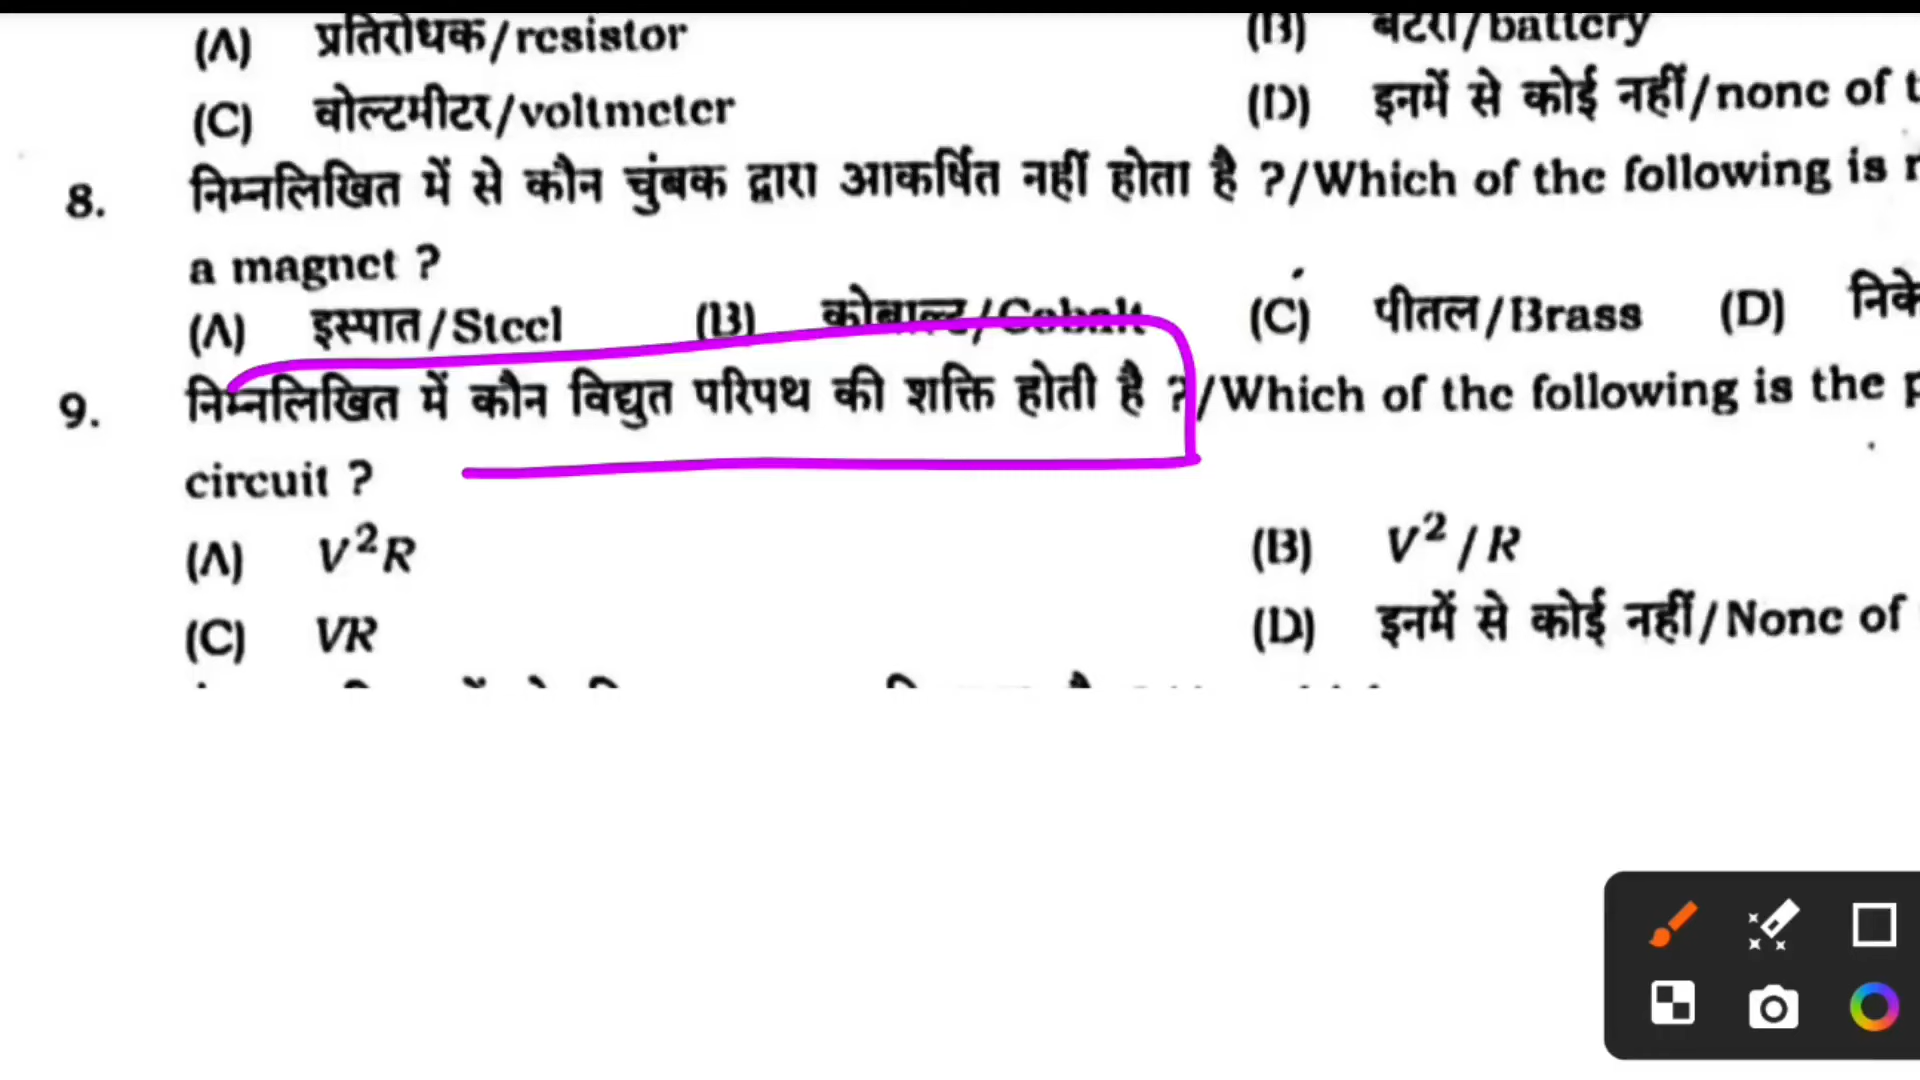 (A) प्रतिरोधक/resistor (B) बैटरी/battery
(C) वोल्टमीटर/voltmeter (D) इनमें से कोई नहीं/none of t
8. निम्नलिखित में से कौन चुंबक द्वारा आकर्षित नहीं होता है ?/Which of the following is
a magnet ?
(A) इस्पात/Steel (B) कोबाल्ट/Cobalt (C) पीतल/Brass (D) निके
9. निम्नलिखित में कौन विद्युत परिपथ की शक्ति होती है ?/Which of the following is the p
circuit ?
(A) V²R (B) V²/R
(C) VR (D) इनमें से कोई नहीं/None of